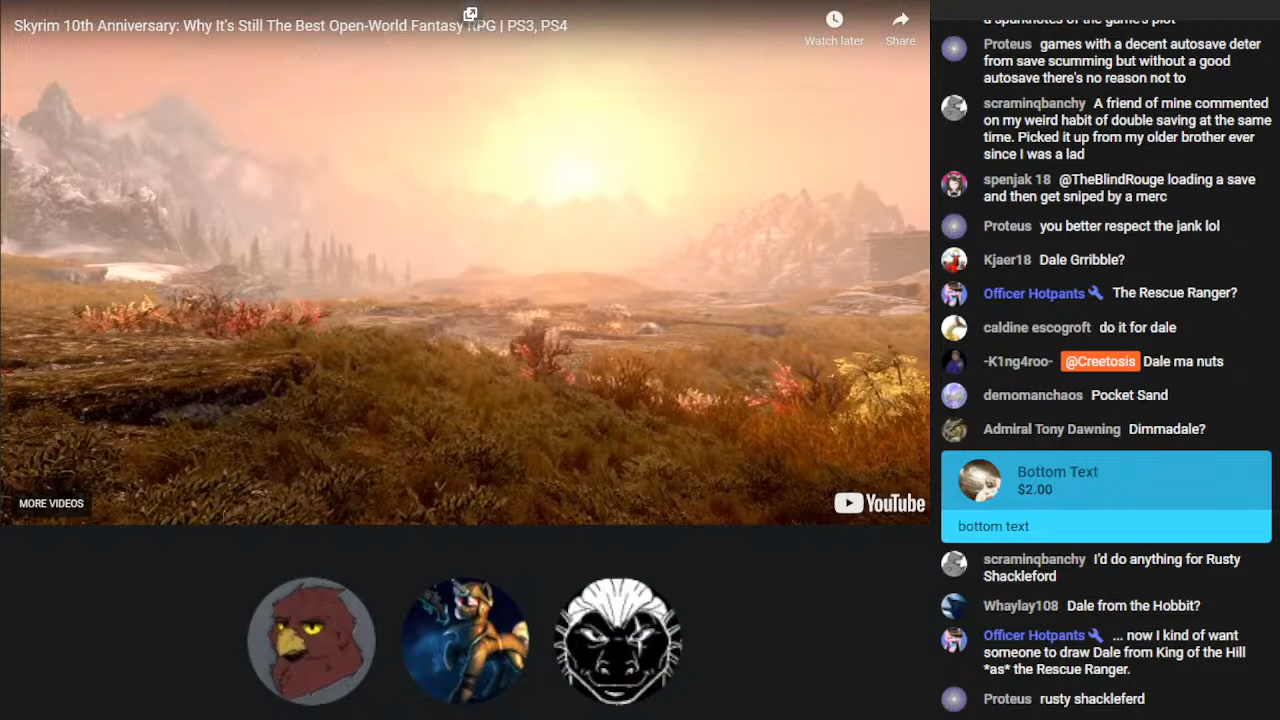 Skyrim 10th Anniversary: Why It's Still The Best Open-World Fantasy RPG | PS3, PS4
Watch later
Share
MORE VIDEOS
YouTube
a sparknotes of the game's plot
Proteus games with a decent autosave deter
from save scumming but without a good
autosave there's no reason not to
scraminqbanchy A friend of mine commented
on my weird habit of double saving at the same
time. Picked it up from my older brother ever
since I was a lad
spenjak 18 @TheBlindRouge loading a save
and then get sniped by a merc
Proteus you better respect the jank lol
Kjaer18 Dale Grribble?
Officer Hotpants The Rescue Ranger?
caldine escogroft do it for dale
-K1ng4roo- @Creetosis Dale ma nuts
demomanchaos Pocket Sand
Admiral Tony Dawning Dimmadale?
Bottom Text
$2.00
bottom text
scraminqbanchy I'd do anything for Rusty
Shackleford
Whaylay108 Dale from the Hobbit?
Officer Hotpants ... now I kind of want
someone to draw Dale from King of the Hill
*as* the Rescue Ranger.
Proteus rusty shackleferd